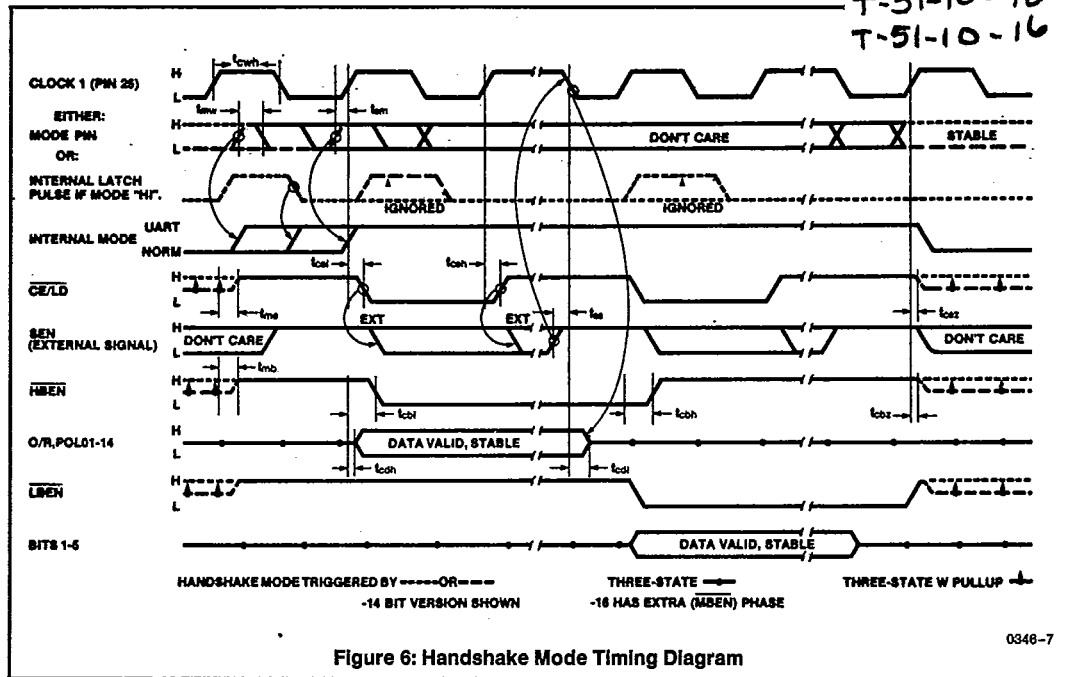 T-51-10-16
CLOCK 1 (PIN 25)
H
L
tcwh
EITHER:
MODE PIN
OR:
H
L
tmw
tsm
DON'T CARE
STABLE
INTERNAL LATCH
PULSE IF MODE "HI".
IGNORED
IGNORED
INTERNAL MODE
UART
NORM
CE/LD
H
L
tcel
tceh
tme
tcez
SEN
(EXTERNAL SIGNAL)
H
L
DON'T CARE
EXT
EXT
tss
DON'T CARE
HBEN
H
L
tmb
tcbl
tcbh
tcbz
O/R,POL01-14
H
L
DATA VALID, STABLE
tcdh
tcdl
LBEN
H
L
BITS 1-5
DATA VALID, STABLE
HANDSHAKE MODE TRIGGERED BY -----OR---
THREE-STATE
THREE-STATE W PULLUP
-14 BIT VERSION SHOWN
-16 HAS EXTRA (MBEN) PHASE
0346-7
Figure 6: Handshake Mode Timing Diagram